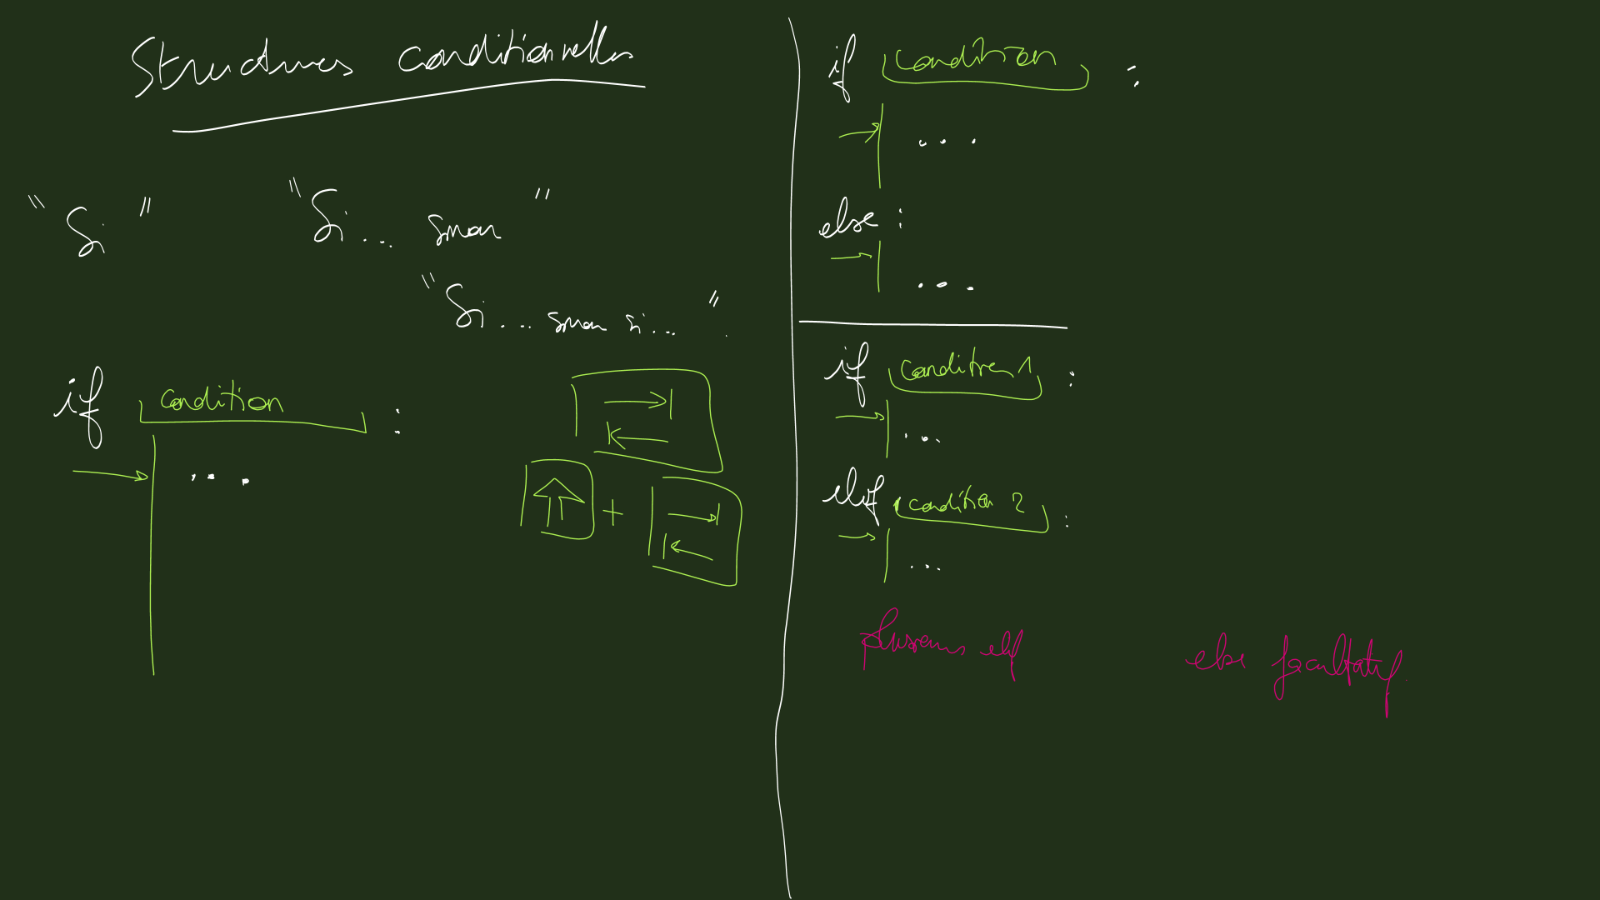 Structures conditionnelles
"Si"
"Si... sinon"
"Si... sinon si...".
if condition :
...
+
if condition :
...
else :
...
if condition 1 :
...
elif condition 2 :
...
plusieurs elif
else facultatif.